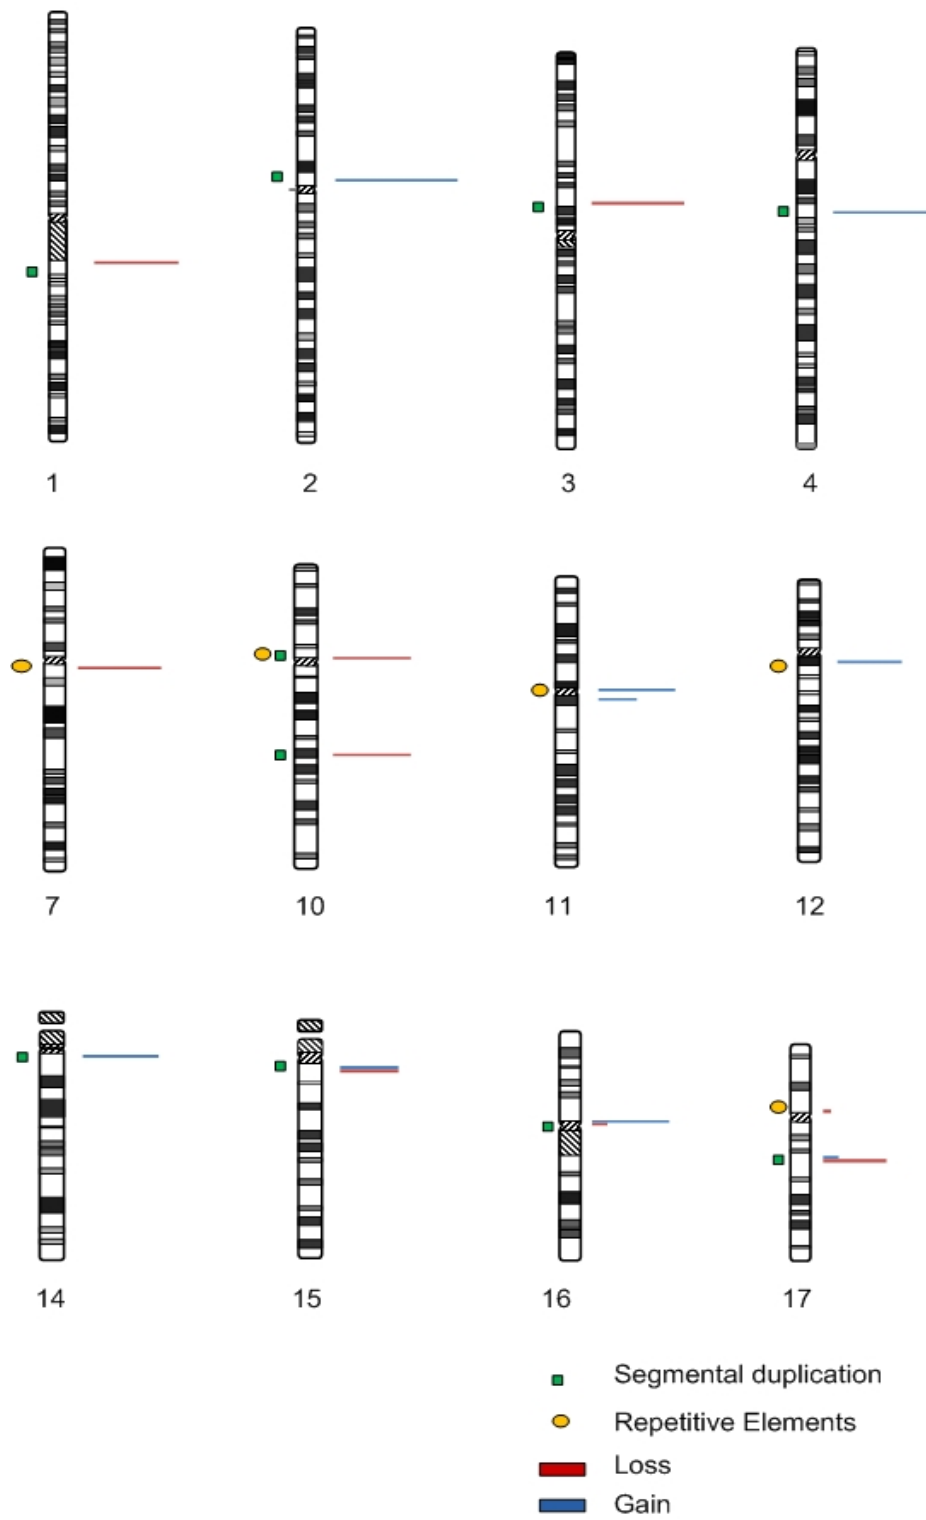 1 2 3 4
7 10 11 12
14 15 16 17
Segmental duplication
Repetitive Elements
Loss
Gain